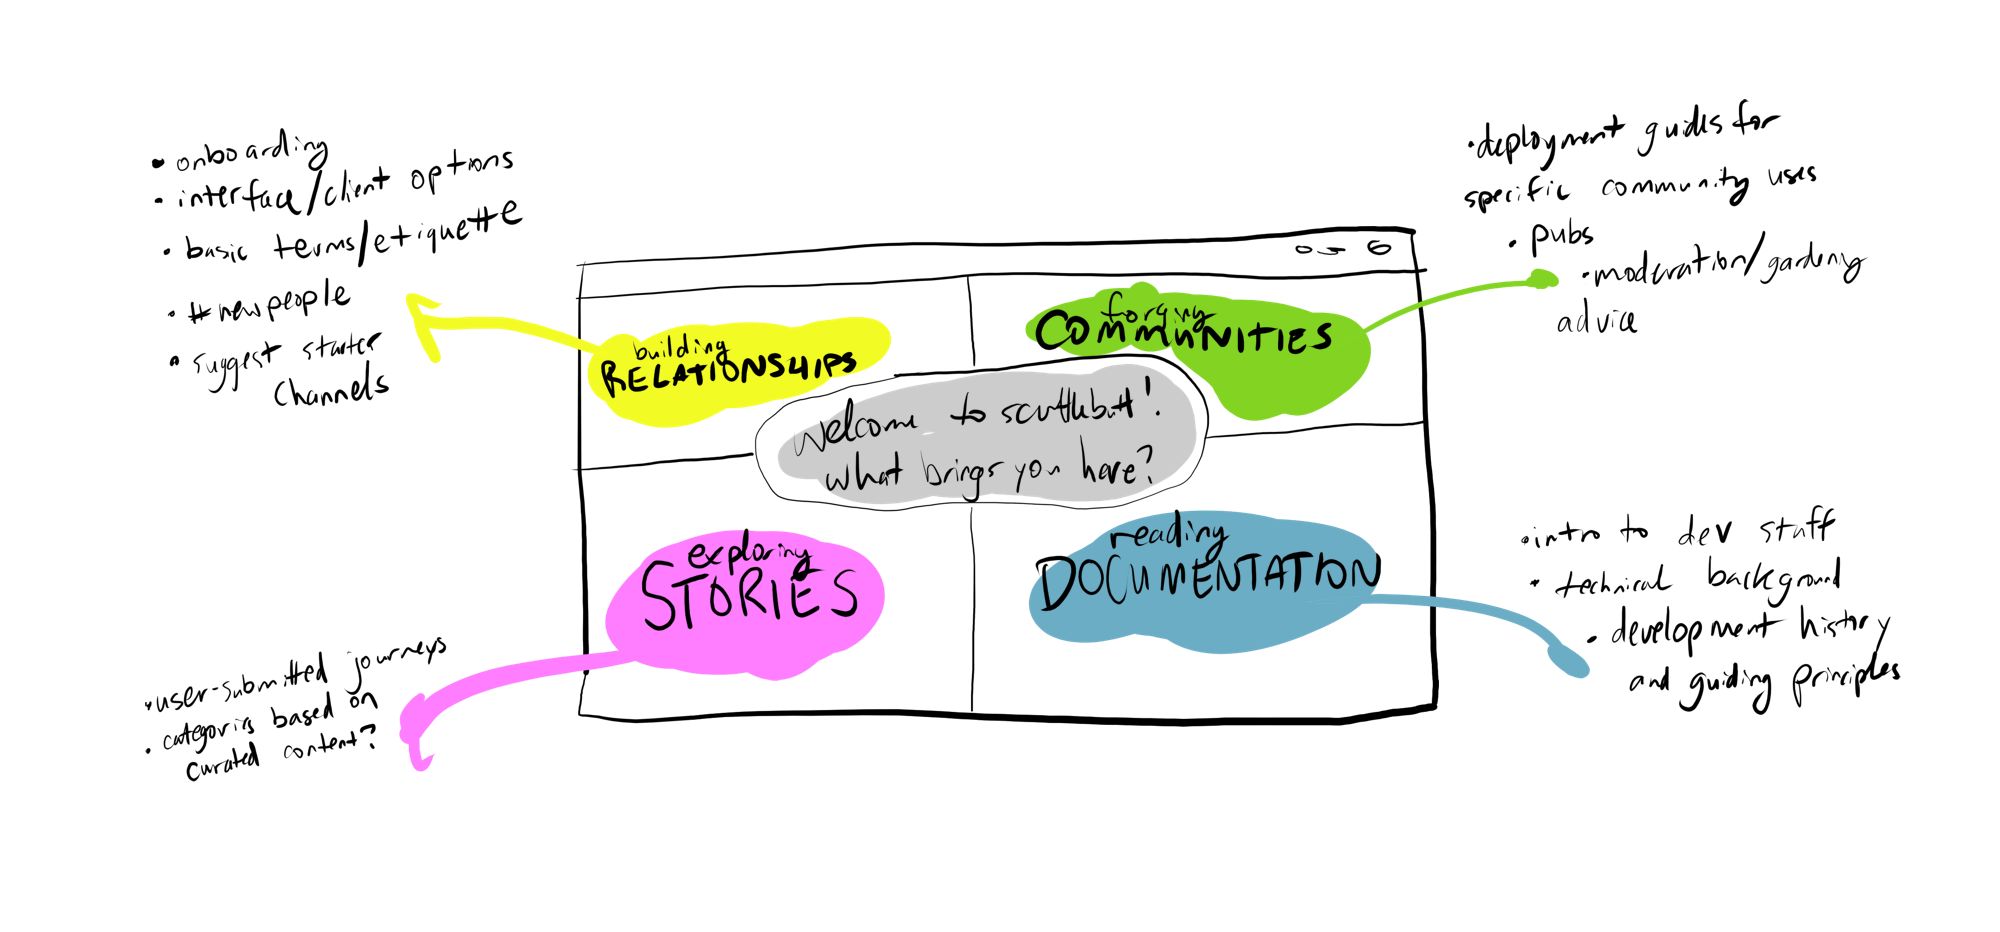 • onboarding
• interface/client options
• basic terms/etiquette
• #newpeople
• suggest starter
channels
building
RELATIONSHIPS
forging
COMMUNITIES
• deployment guides for
specific community uses
• pubs
• moderation/gardening
advice
Welcome to scuttlebutt!
what brings you here?
exploring
STORIES
• user-submitted journeys
• categories based on
curated content?
reading
DOCUMENTATION
• intro to dev stuff
• technical background
• development history
and guiding principles